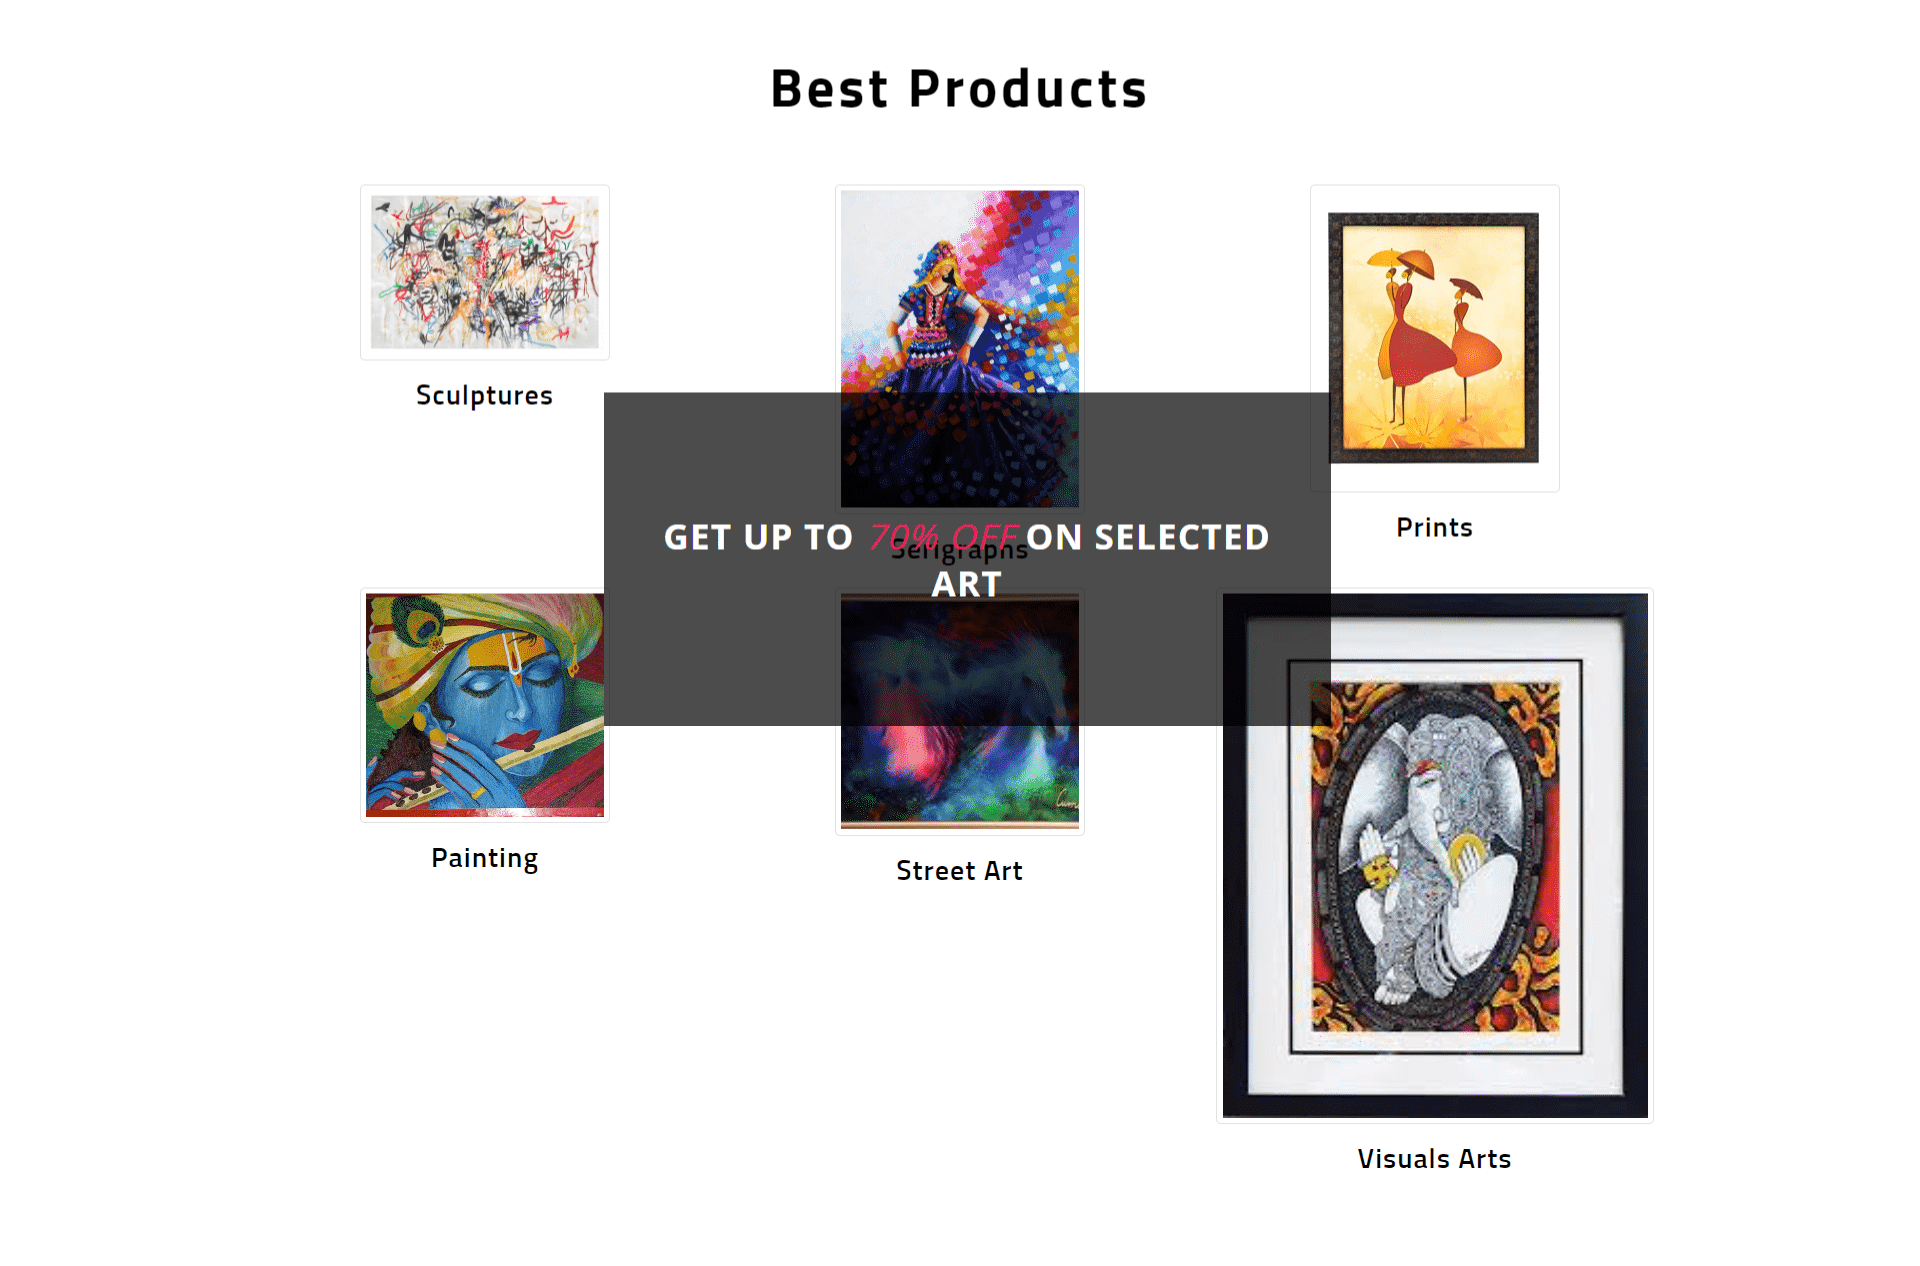 Best Products
Sculptures
Prints
GET UP TO 70% OFF ON SELECTED
ART
Serigraphs
Painting
Street Art
Visuals Arts